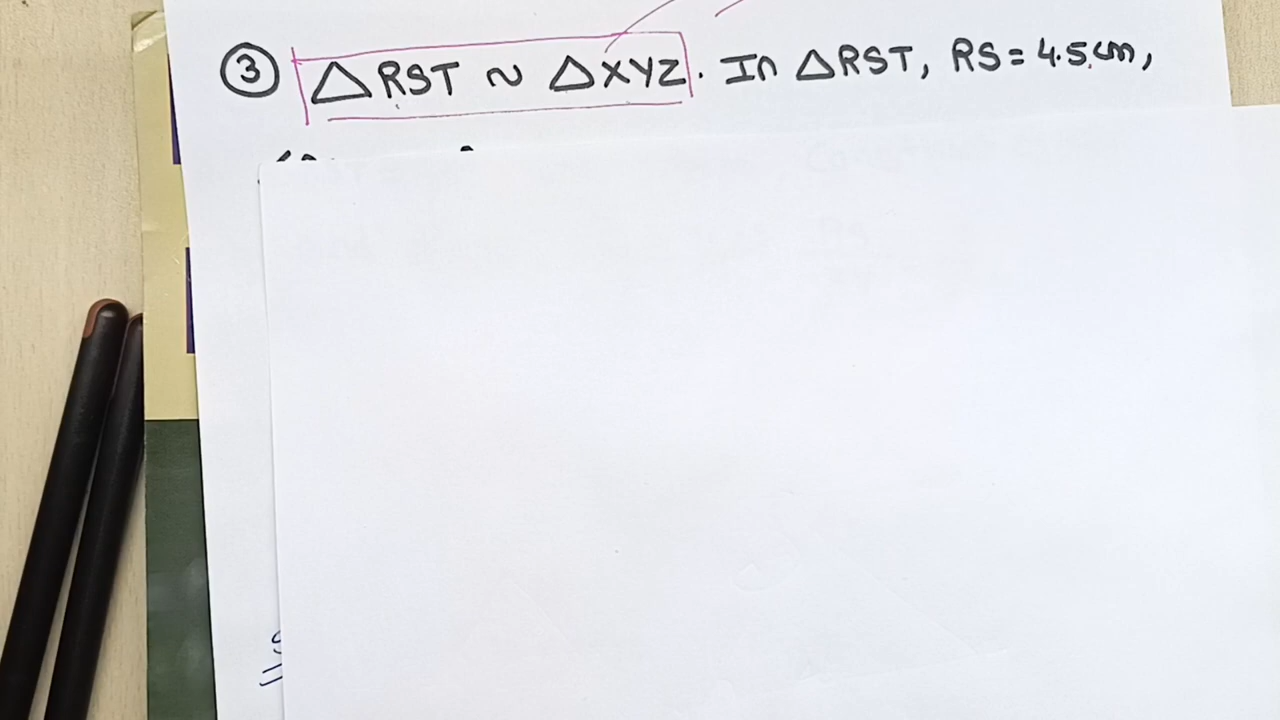 ③ △RST ~ △XYZ. In △RST, RS = 4.5 cm,